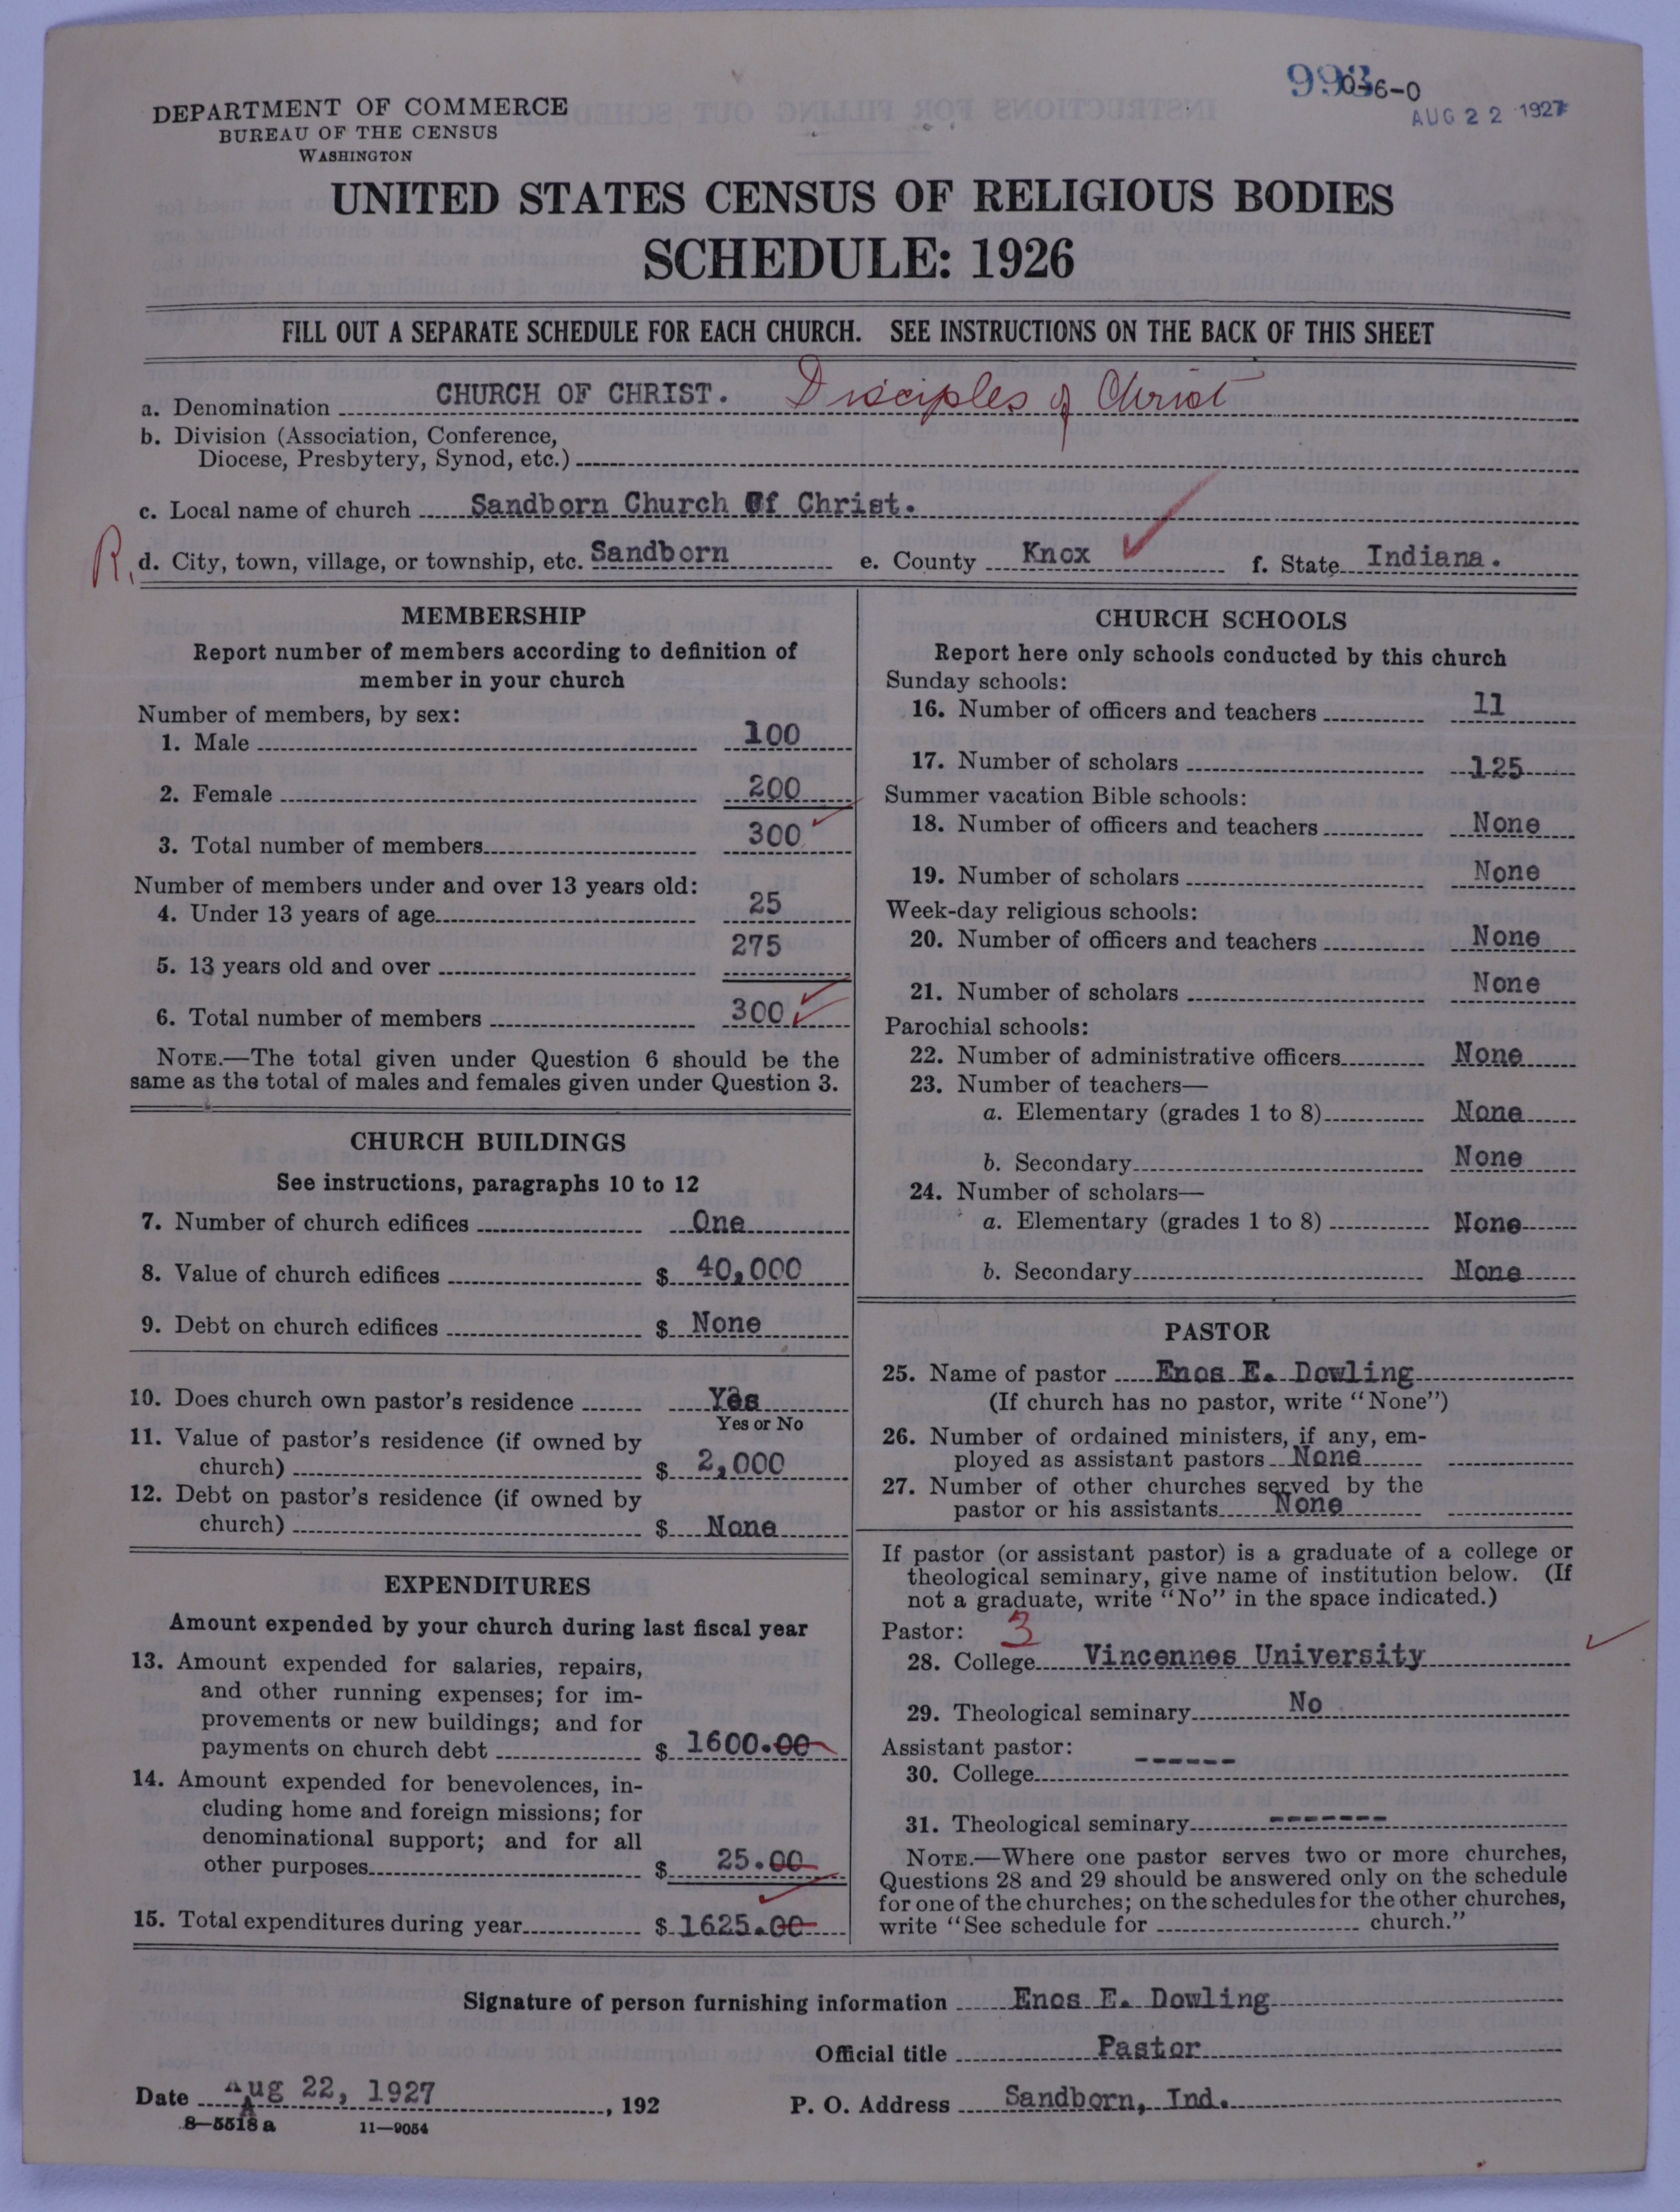 993
036-0
AUG 22 1927
DEPARTMENT OF COMMERCE
BUREAU OF THE CENSUS
WASHINGTON
UNITED STATES CENSUS OF RELIGIOUS BODIES
SCHEDULE: 1926
FILL OUT A SEPARATE SCHEDULE FOR EACH CHURCH. SEE INSTRUCTIONS ON THE BACK OF THIS SHEET
a. Denomination CHURCH OF CHRIST. Disciples of Christ
b. Division (Association, Conference,
Diocese, Presbytery, Synod, etc.)
c. Local name of church Sandborn Church Of Christ.
R, d. City, town, village, or township, etc. Sandborn e. County Knox f. State Indiana.
MEMBERSHIP
Report number of members according to definition of
member in your church
Number of members, by sex:
1. Male 100
2. Female 200
3. Total number of members 300
Number of members under and over 13 years old:
4. Under 13 years of age 25
5. 13 years old and over 275
6. Total number of members 300
NOTE.—The total given under Question 6 should be the
same as the total of males and females given under Question 3.
CHURCH BUILDINGS
See instructions, paragraphs 10 to 12
7. Number of church edifices One
8. Value of church edifices $ 40,000
9. Debt on church edifices $ None
10. Does church own pastor's residence Yes
Yes or No
11. Value of pastor's residence (if owned by
church) $ 2,000
12. Debt on pastor's residence (if owned by
church) $ None
EXPENDITURES
Amount expended by your church during last fiscal year
13. Amount expended for salaries, repairs,
and other running expenses; for im-
provements or new buildings; and for
payments on church debt $ 1600.00
14. Amount expended for benevolences, in-
cluding home and foreign missions; for
denominational support; and for all
other purposes $ 25.00
15. Total expenditures during year $ 1625.00
CHURCH SCHOOLS
Report here only schools conducted by this church
Sunday schools:
16. Number of officers and teachers 11
17. Number of scholars 125
Summer vacation Bible schools:
18. Number of officers and teachers None
19. Number of scholars None
Week-day religious schools:
20. Number of officers and teachers None
21. Number of scholars None
Parochial schools:
22. Number of administrative officers None
23. Number of teachers—
a. Elementary (grades 1 to 8) None
b. Secondary None
24. Number of scholars—
a. Elementary (grades 1 to 8) None
b. Secondary None
PASTOR
25. Name of pastor Enos E. Dowling
(If church has no pastor, write "None")
26. Number of ordained ministers, if any, em-
ployed as assistant pastors None
27. Number of other churches served by the
pastor or his assistants None
If pastor (or assistant pastor) is a graduate of a college or
theological seminary, give name of institution below. (If
not a graduate, write "No" in the space indicated.)
Pastor: 3
28. College Vincennes University
29. Theological seminary No
Assistant pastor:
30. College ------
31. Theological seminary -------
NOTE.—Where one pastor serves two or more churches,
Questions 28 and 29 should be answered only on the schedule
for one of the churches; on the schedules for the other churches,
write "See schedule for church."
Signature of person furnishing information Enos E. Dowling
Official title Pastor
Date Aug 22, 1927, 192 P. O. Address Sandborn, Ind.
8—5518 a 11—9054